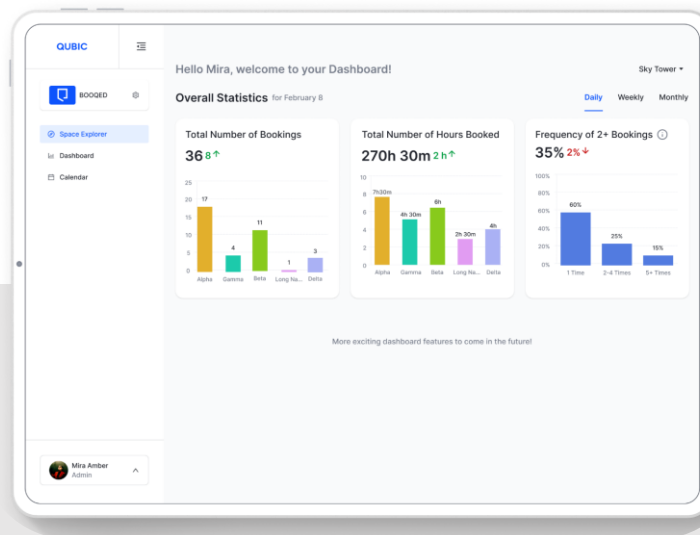 QUBIC
BOOQED
Space Explorer
Dashboard
Calendar
Mira Amber
Admin
Hello Mira, welcome to your Dashboard!
Sky Tower
Overall Statistics for February 8
Daily Weekly Monthly
Total Number of Bookings
36 8↑
25
20
15
10
5
0
17
4
11
1
3
Alpha Gamma Beta Long Na... Delta
Total Number of Hours Booked
270h 30m 2 h↑
10
8
6
4
2
0
7h30m
4h 30m
6h
2h 30m
4h
Alpha Gamma Beta Long Na... Delta
Frequency of 2+ Bookings
35% 2%↓
100%
80%
60%
40%
20%
0%
60%
25%
15%
1 Time 2-4 Times 5+ Times
More exciting dashboard features to come in the future!